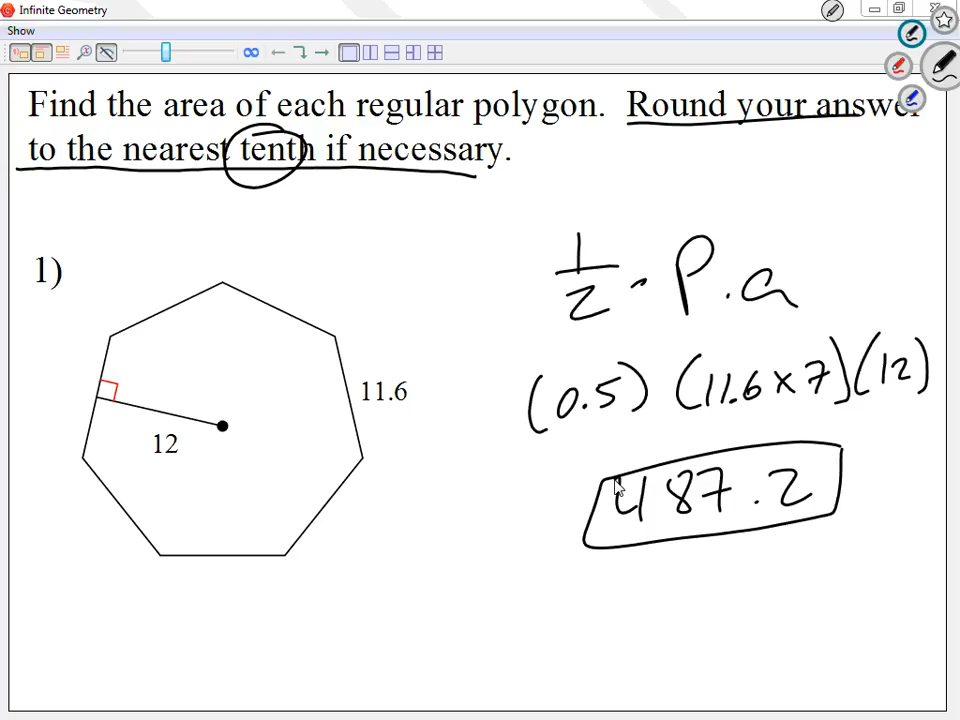 Infinite Geometry
Show
Find the area of each regular polygon. Round your answer
to the nearest tenth if necessary.
1)
1/2 · P · a
11.6
(0.5) (11.6 x 7) (12)
12
487.2